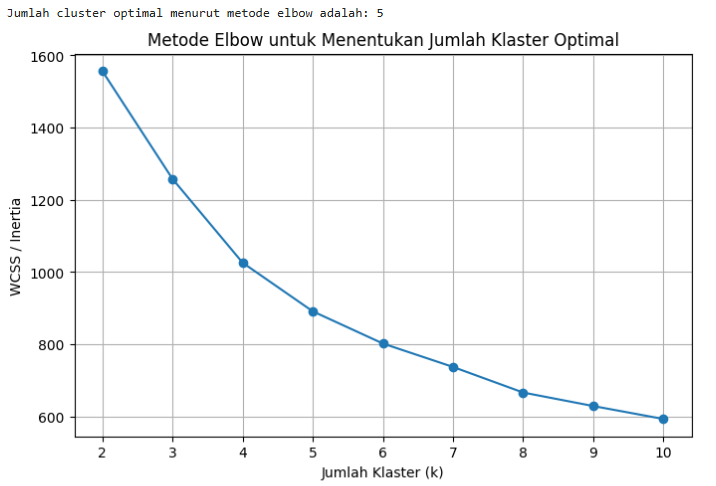 Jumlah cluster optimal menurut metode elbow adalah: 5
Metode Elbow untuk Menentukan Jumlah Klaster Optimal
1600
1400
1200
1000
800
600
WCSS / Inertia
2 3 4 5 6 7 8 9 10
Jumlah Klaster (k)